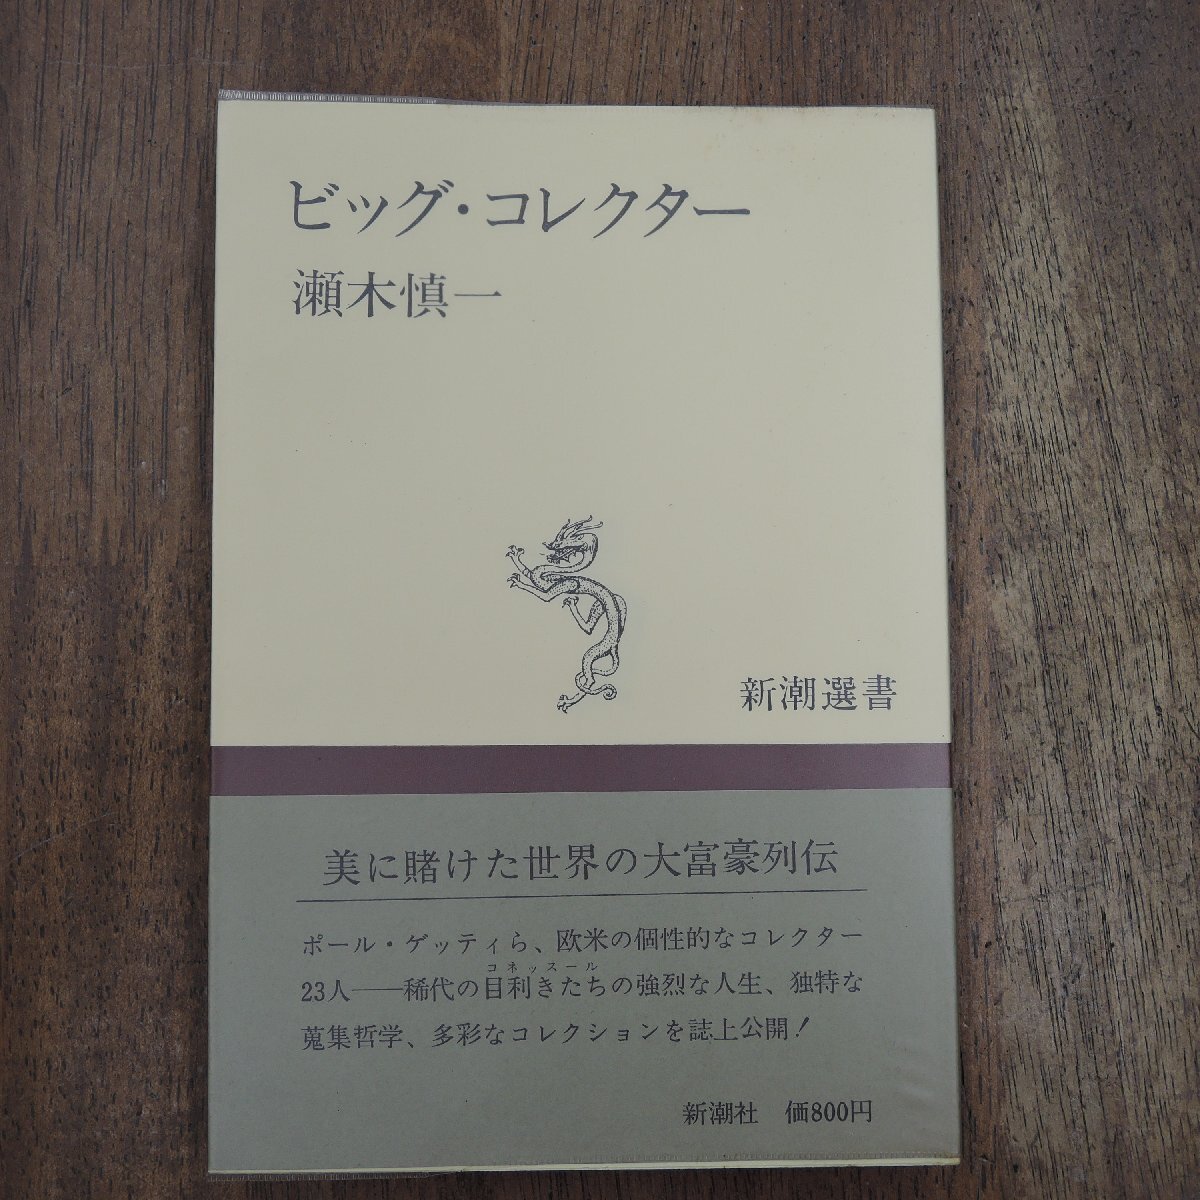 ビッグ・コレクター
瀬木慎一
新潮選書
美に賭けた世界の大富豪列伝
ポール・ゲッティら、欧米の個性的なコレクター
コネッスール
23人──稀代の目利きたちの強烈な人生、独特な
蒐集哲学、多彩なコレクションを誌上公開!
新潮社 価800円